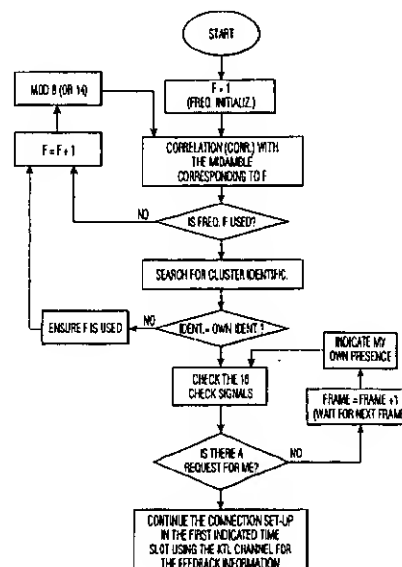 START
F = 1
(FREQ. INITIALIZ.)
MOD 8 (OR 14)
F = F + 1
CORRELATION (CORR.) WITH
THE MIDAMBLE
CORRESPONDING TO F
NO
IS FREQ. F USED?
SEARCH FOR CLUSTER IDENTIFIC.
ENSURE F IS USED
NO
IDENT.= OWN IDENT. ?
INDICATE MY
OWN PRESENCE
CHECK THE 16
CHECK SIGNALS
FRAME = FRAME +1
(WAIT FOR NEXT FRAME
IS THERE A
REQUEST FOR ME?
NO
CONTINUE THE CONNECTION SET-UP
IN THE FIRST INDICATED TIME
SLOT USING THE KTL CHANNEL FOR
THE FEEDBACK INFORMATION